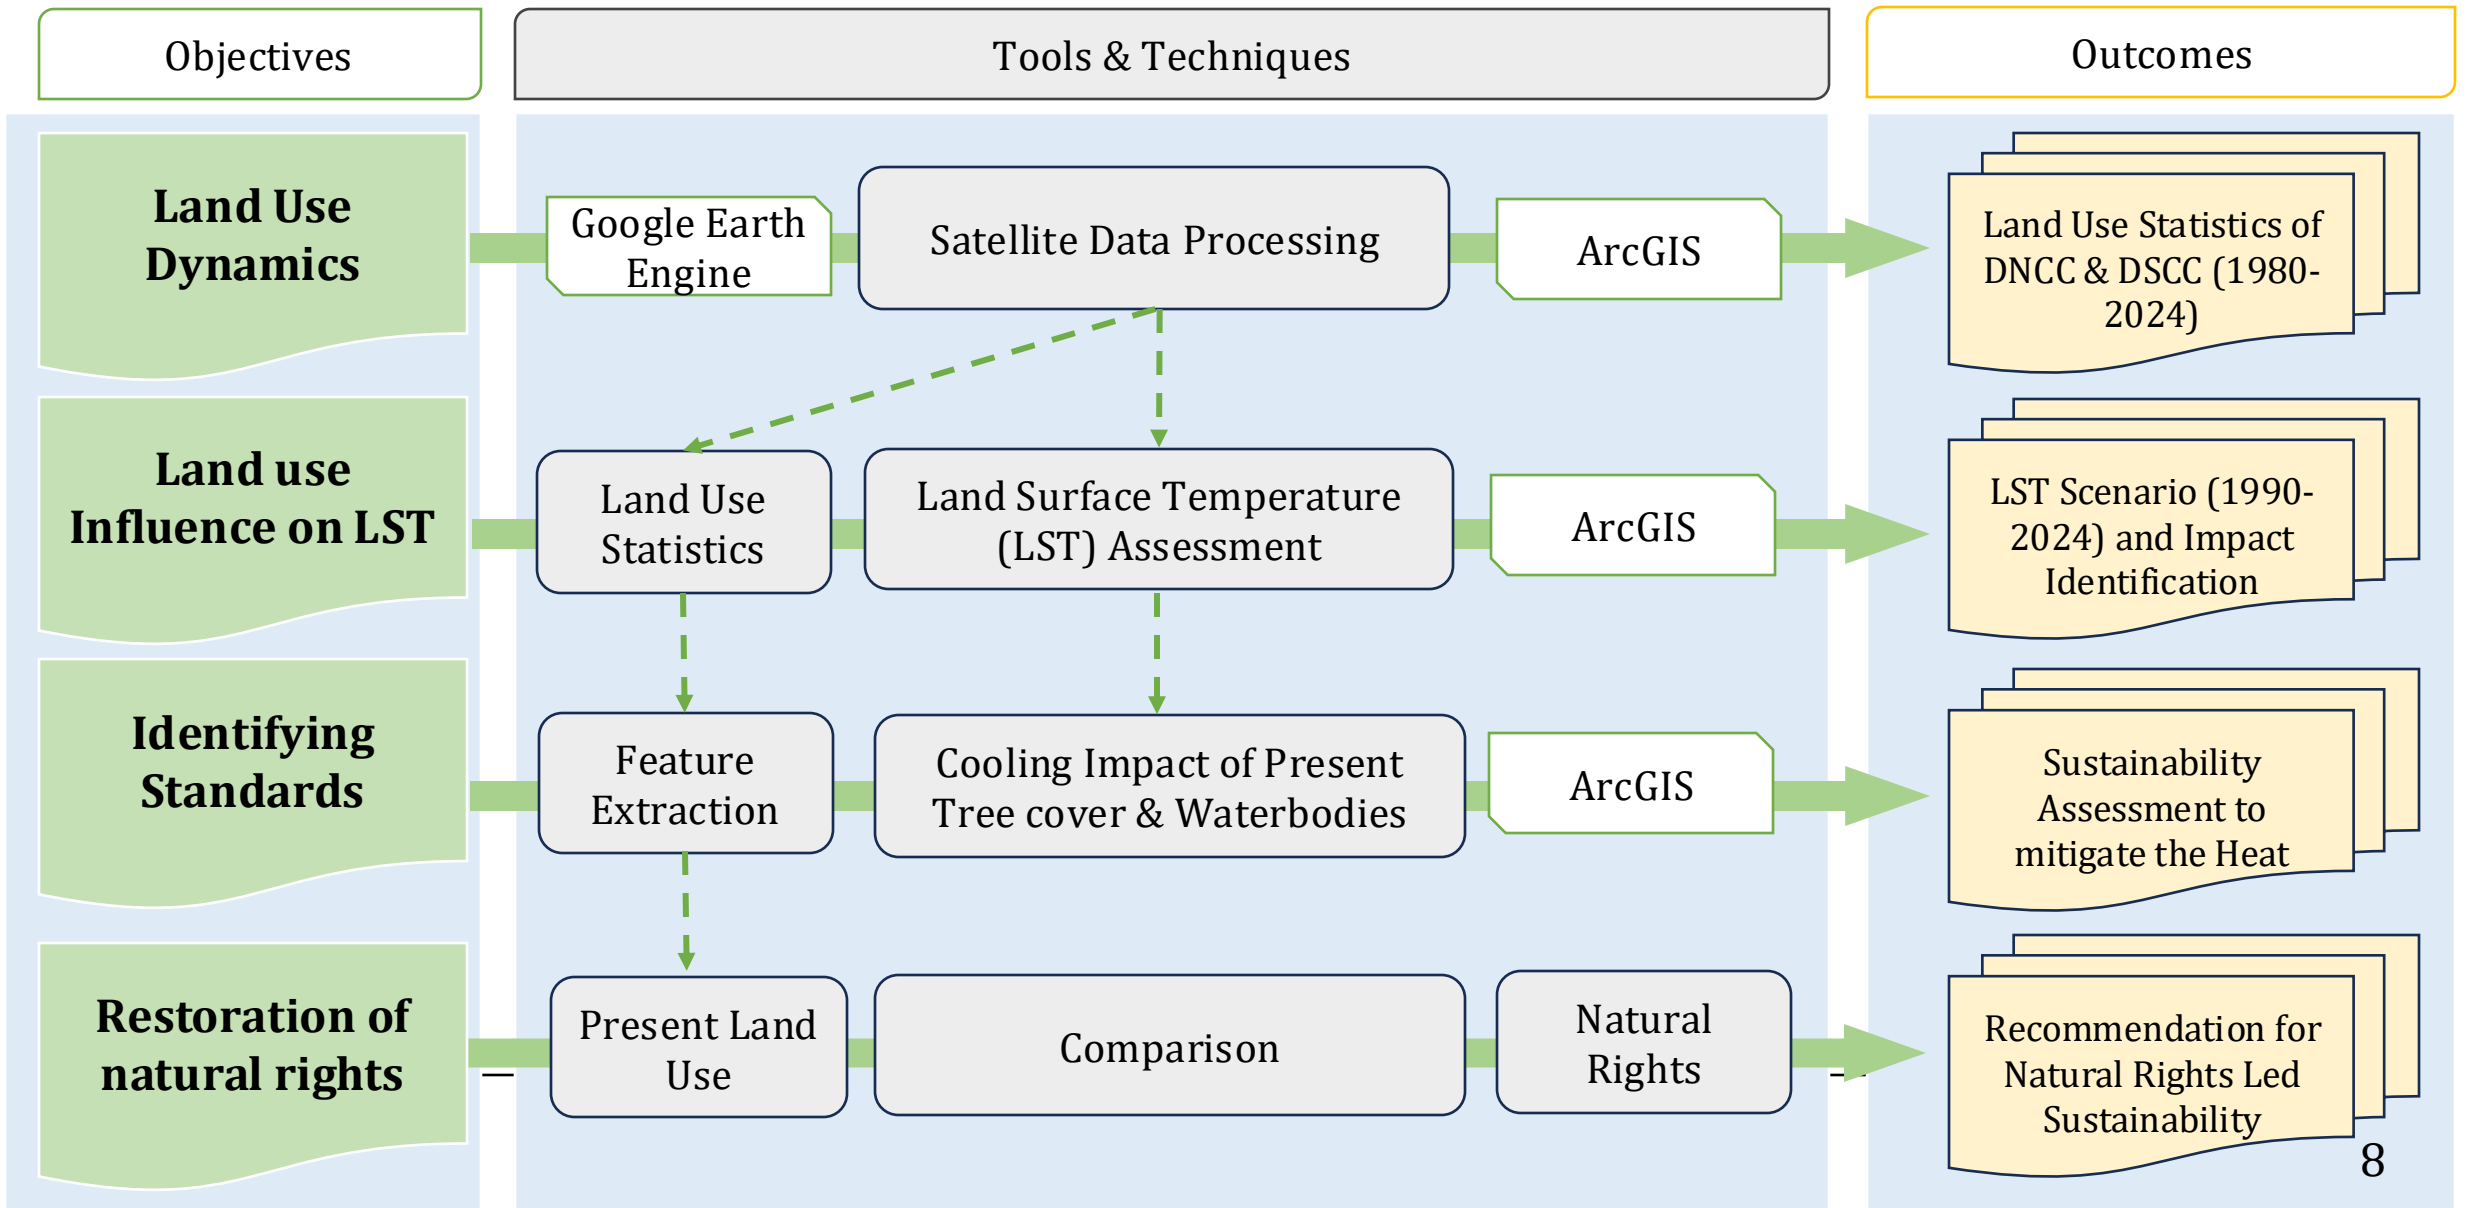 Objectives
Tools & Techniques
Outcomes
Land Use
Dynamics
Google Earth
Engine
Satellite Data Processing
ArcGIS
Land Use Statistics of
DNCC & DSCC (1980-
2024)
Land use
Influence on LST
Land Use
Statistics
Land Surface Temperature
(LST) Assessment
ArcGIS
LST Scenario (1990-
2024) and Impact
Identification
Identifying
Standards
Feature
Extraction
Cooling Impact of Present
Tree cover & Waterbodies
ArcGIS
Sustainability
Assessment to
mitigate the Heat
Restoration of
natural rights
Present Land
Use
Comparison
Natural
Rights
Recommendation for
Natural Rights Led
Sustainability
8